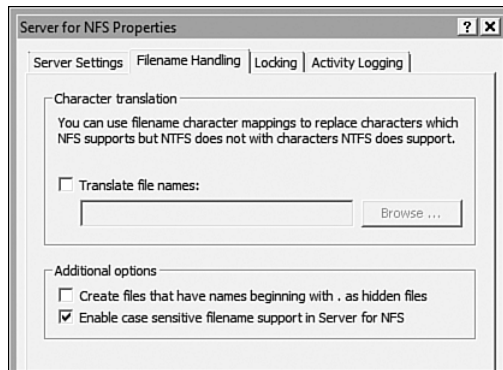 Server for NFS Properties
Server Settings
Filename Handling
Locking
Activity Logging
Character translation
You can use filename character mappings to replace characters which
NFS supports but NTFS does not with characters NTFS does support.
Translate file names:
Browse ...
Additional options
Create files that have names beginning with . as hidden files
Enable case sensitive filename support in Server for NFS